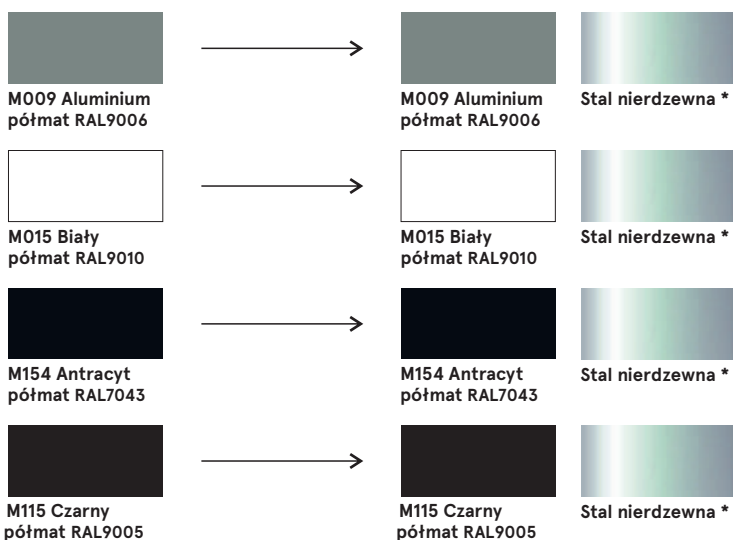 M009 Aluminium
półmat RAL9006
M009 Aluminium
półmat RAL9006
Stal nierdzewna *
M015 Biały
półmat RAL9010
M015 Biały
półmat RAL9010
Stal nierdzewna *
M154 Antracyt
półmat RAL7043
M154 Antracyt
półmat RAL7043
Stal nierdzewna *
M115 Czarny
półmat RAL9005
M115 Czarny
półmat RAL9005
Stal nierdzewna *